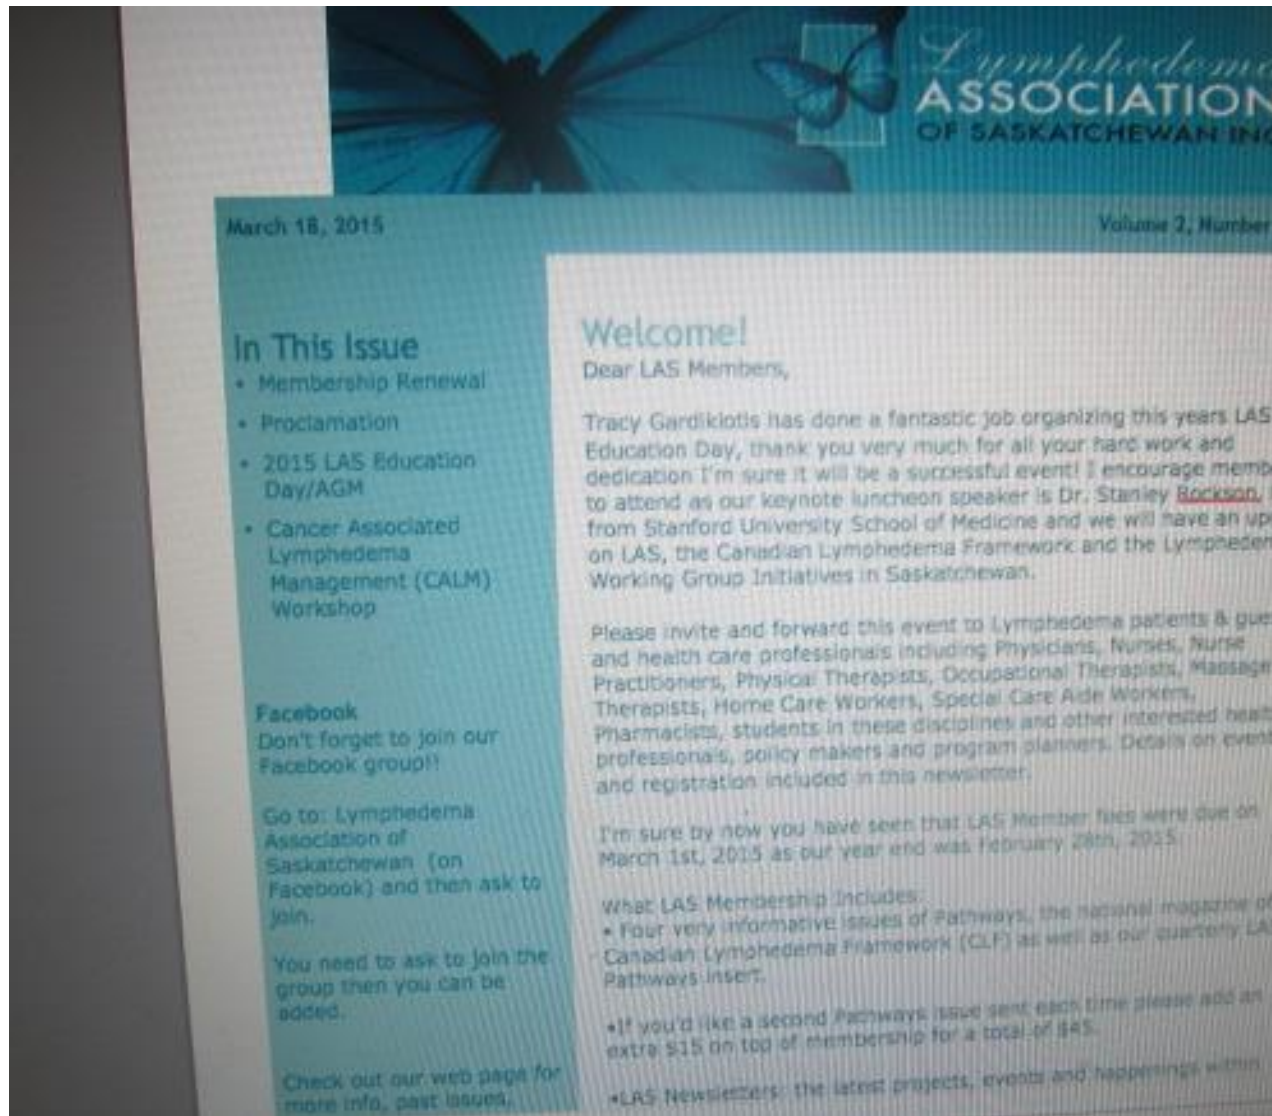 Lymphedema
ASSOCIATION
OF SASKATCHEWAN INC
March 18, 2015
Volume 2, Number
In This Issue
• Membership Renewal
• Proclamation
• 2015 LAS Education
Day/AGM
• Cancer Associated
Lymphedema
Management (CALM)
Workshop
Facebook
Don't forget to join our
Facebook group!!
Go to: Lymphedema
Association of
Saskatchewan (on
Facebook) and then ask to
join.
You need to ask to join the
group then you can be
added.
Check out our web page for
more info, past issues,
Welcome!
Dear LAS Members,
Tracy Gardikiotis has done a fantastic job organizing this years LAS
Education Day, thank you very much for all your hard work and
dedication I'm sure it will be a successful event! I encourage membe
to attend as our keynote luncheon speaker is Dr. Stanley Rockson,
from Stanford University School of Medicine and we will have an up
on LAS, the Canadian Lymphedema Framework and the Lympheden
Working Group Initiatives in Saskatchewan.
Please invite and forward this event to Lymphedema patients & gues
and health care professionals including Physicians, Nurses, Nurse
Practitioners, Physical Therapists, Occupational Therapists, Massage
Therapists, Home Care Workers, Special Care Aide Workers,
Pharmacists, students in these disciplines and other interested healt
professionals, policy makers and program planners. Details on event
and registration included in this newsletter.
I'm sure by now you have seen that LAS Member fees were due on
March 1st, 2015 as our year end was February 28th, 2015.
What LAS Membership Includes:
• Four very informative issues of Pathways, the national magazine of
Canadian Lymphedema Framework (CLF) as well as our quarterly LAS
Pathways insert.
•If you'd like a second Pathways issue sent each time please add an
extra $15 on top of membership for a total of $45.
•LAS Newsletters: the latest projects, events and happenings within